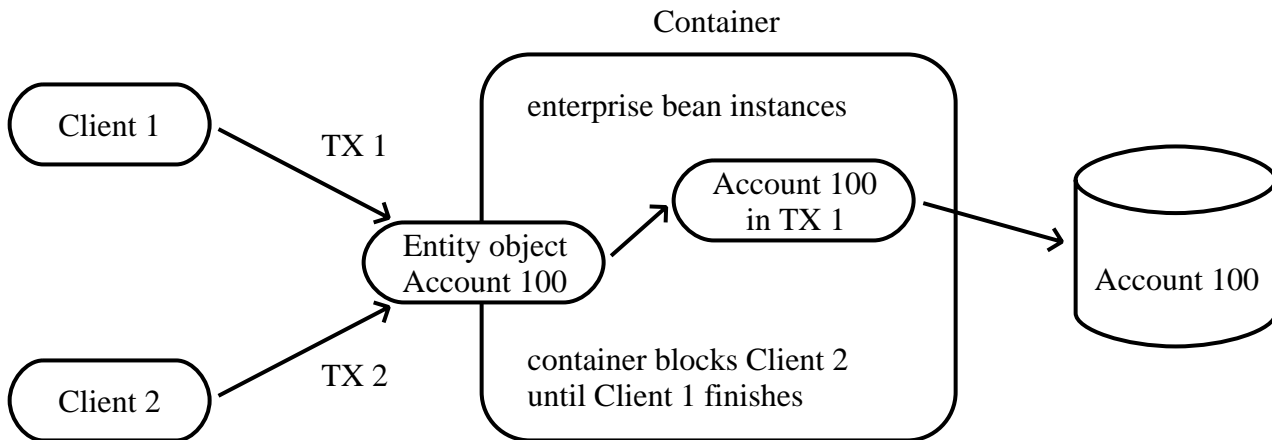 Container
enterprise bean instances
Client 1
TX 1
Account 100
in TX 1
Entity object
Account 100
Account 100
container blocks Client 2
until Client 1 finishes
TX 2
Client 2